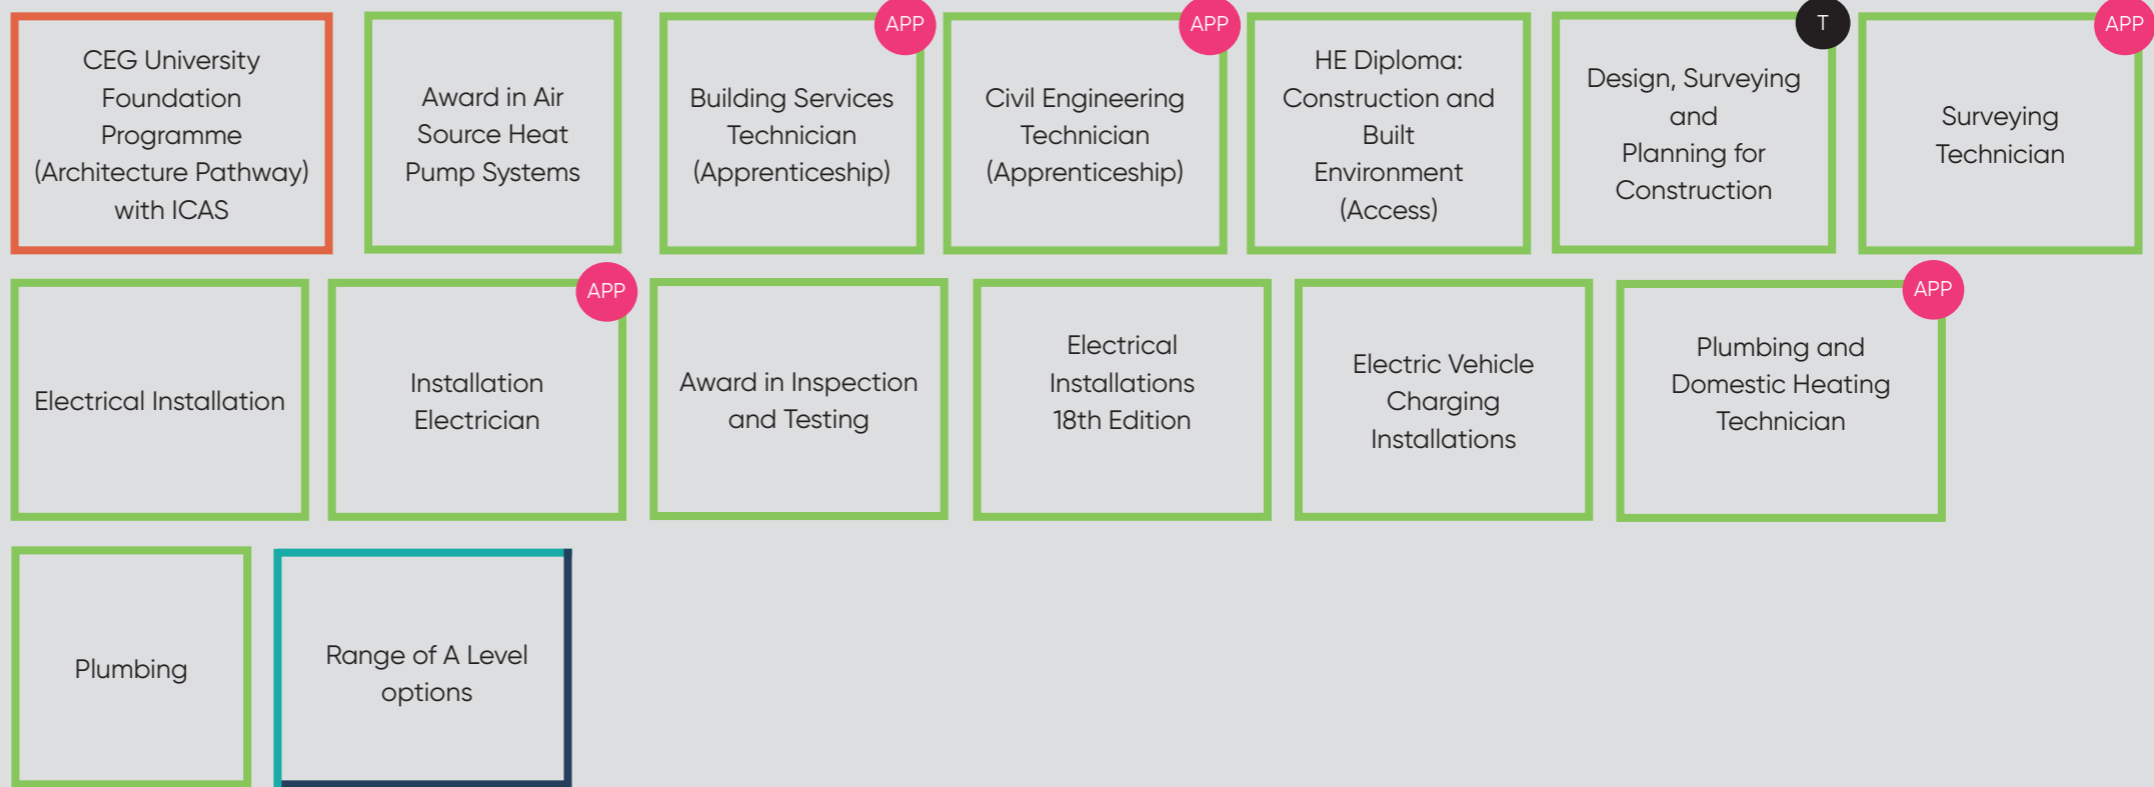 CEG University
Foundation
Programme
(Architecture Pathway)
with ICAS
Award in Air
Source Heat
Pump Systems
APP
Building Services
Technician
(Apprenticeship)
APP
Civil Engineering
Technician
(Apprenticeship)
HE Diploma:
Construction and
Built
Environment
(Access)
T
Design, Surveying
and
Planning for
Construction
APP
Surveying
Technician
Electrical Installation
APP
Installation
Electrician
Award in Inspection
and Testing
Electrical
Installations
18th Edition
Electric Vehicle
Charging
Installations
APP
Plumbing and
Domestic Heating
Technician
Plumbing
Range of A Level
options